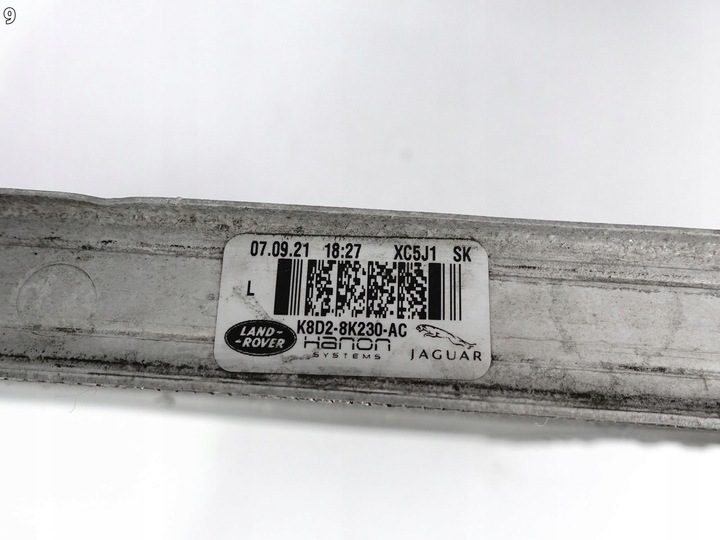 9
07.09.21 18:27 XC5J1 SK
L
K8D2-8K230-AC
LAND-
-ROVER
Hanon
SYSTEMS
JAGUAR